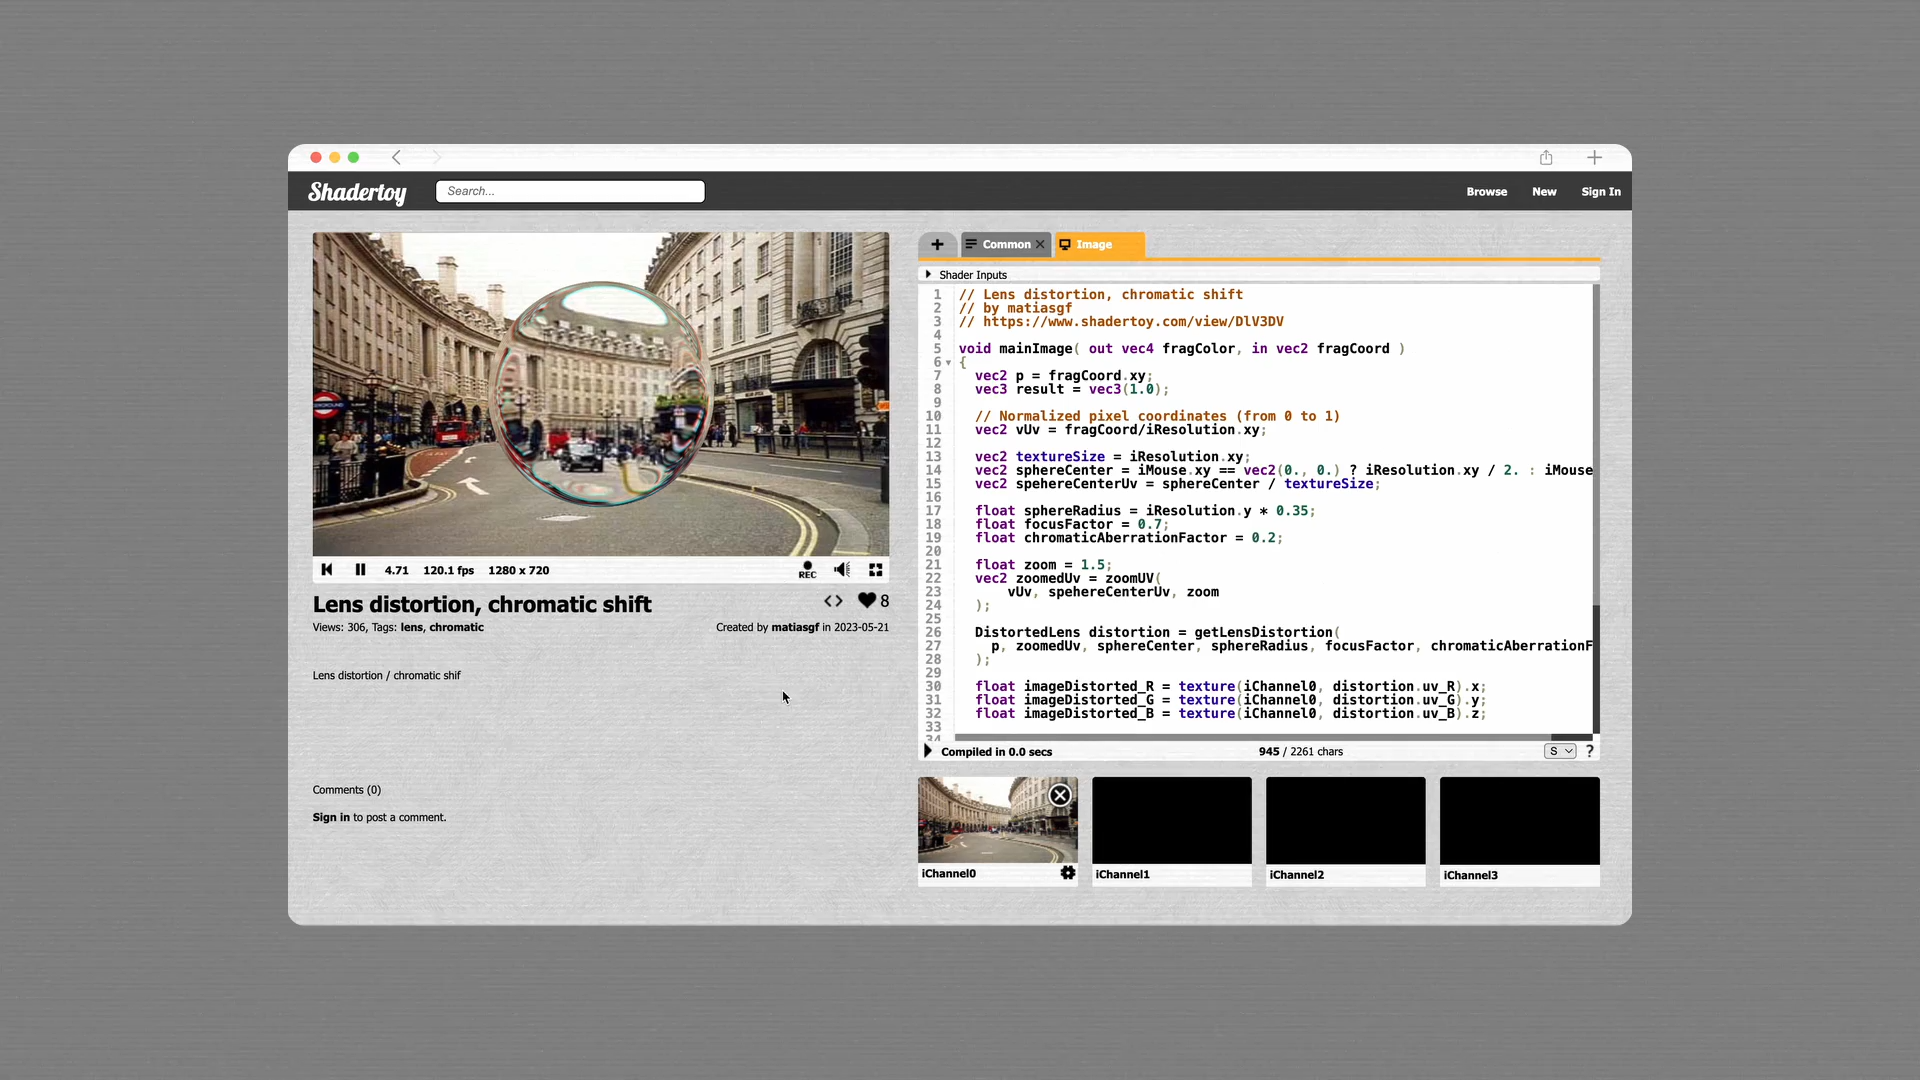 Shadertoy
Search...
Browse
New
Sign In
UNDERGROUND
4.71
120.1 fps
1280 x 720
REC
Lens distortion, chromatic shift
8
Views: 306, Tags: lens, chromatic
Created by matiasgf in 2023-05-21
Lens distortion / chromatic shif
Comments (0)
Sign in to post a comment.
Common
Image
Shader Inputs
1 // Lens distortion, chromatic shift
2 // by matiasgf
3 // https://www.shadertoy.com/view/DlV3DV
4
5 void mainImage( out vec4 fragColor, in vec2 fragCoord )
6 {
7 vec2 p = fragCoord.xy;
8 vec3 result = vec3(1.0);
9
10 // Normalized pixel coordinates (from 0 to 1)
11 vec2 vUv = fragCoord/iResolution.xy;
12
13 vec2 textureSize = iResolution.xy;
14 vec2 sphereCenter = iMouse.xy == vec2(0., 0.) ? iResolution.xy / 2. : iMouse
15 vec2 spehereCenterUv = sphereCenter / textureSize;
16
17 float sphereRadius = iResolution.y * 0.35;
18 float focusFactor = 0.7;
19 float chromaticAberrationFactor = 0.2;
20
21 float zoom = 1.5;
22 vec2 zoomedUv = zoomUV(
23 vUv, spehereCenterUv, zoom
24 );
25
26 DistortedLens distortion = getLensDistortion(
27 p, zoomedUv, sphereCenter, sphereRadius, focusFactor, chromaticAberrationF
28 );
29
30 float imageDistorted_R = texture(iChannel0, distortion.uv_R).x;
31 float imageDistorted_G = texture(iChannel0, distortion.uv_G).y;
32 float imageDistorted_B = texture(iChannel0, distortion.uv_B).z;
33
34
Compiled in 0.0 secs
945 / 2261 chars
S
?
iChannel0
iChannel1
iChannel2
iChannel3